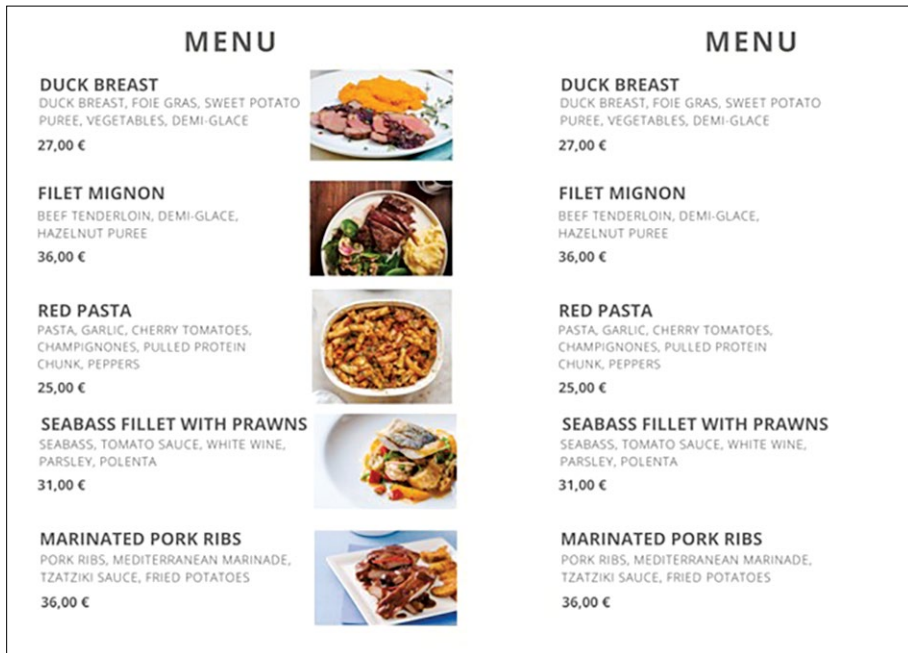 MENU
DUCK BREAST
DUCK BREAST, FOIE GRAS, SWEET POTATO
PUREE, VEGETABLES, DEMI-GLACE
27,00 €
FILET MIGNON
BEEF TENDERLOIN, DEMI-GLACE,
HAZELNUT PUREE
36,00 €
RED PASTA
PASTA, GARLIC, CHERRY TOMATOES,
CHAMPIGNONES, PULLED PROTEIN
CHUNK, PEPPERS
25,00 €
SEABASS FILLET WITH PRAWNS
SEABASS, TOMATO SAUCE, WHITE WINE,
PARSLEY, POLENTA
31,00 €
MARINATED PORK RIBS
PORK RIBS, MEDITERRANEAN MARINADE,
TZATZIKI SAUCE, FRIED POTATOES
36,00 €
MENU
DUCK BREAST
DUCK BREAST, FOIE GRAS, SWEET POTATO
PUREE, VEGETABLES, DEMI-GLACE
27,00 €
FILET MIGNON
BEEF TENDERLOIN, DEMI-GLACE,
HAZELNUT PUREE
36,00 €
RED PASTA
PASTA, GARLIC, CHERRY TOMATOES,
CHAMPIGNONES, PULLED PROTEIN
CHUNK, PEPPERS
25,00 €
SEABASS FILLET WITH PRAWNS
SEABASS, TOMATO SAUCE, WHITE WINE,
PARSLEY, POLENTA
31,00 €
MARINATED PORK RIBS
PORK RIBS, MEDITERRANEAN MARINADE,
TZATZIKI SAUCE, FRIED POTATOES
36,00 €